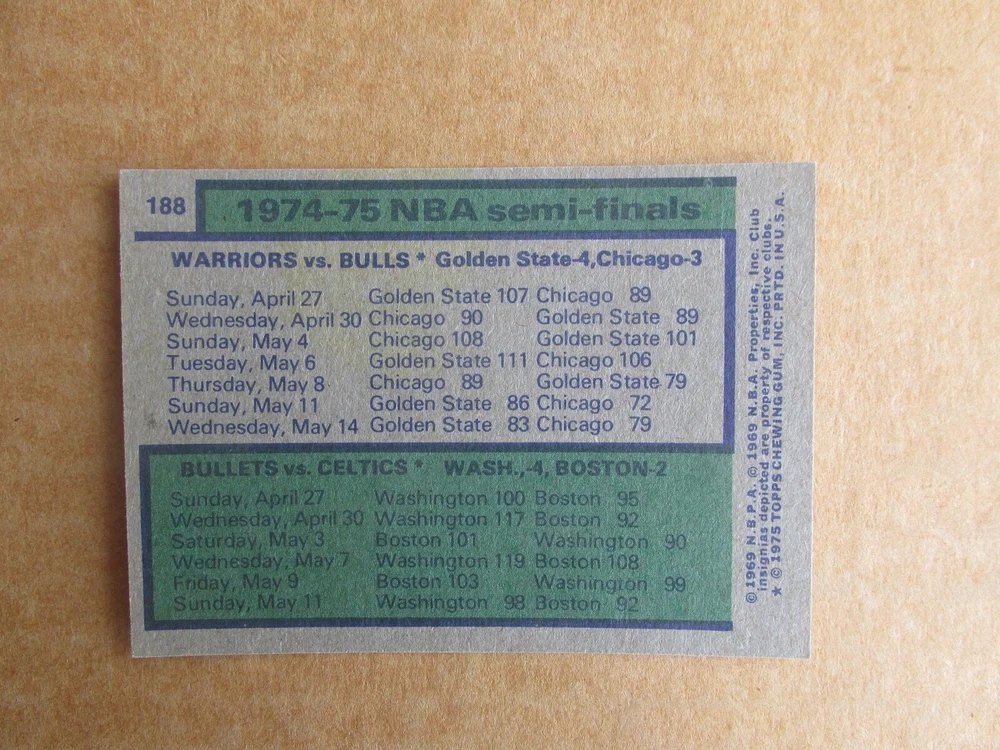 188
1974-75 NBA semi-finals
WARRIORS vs. BULLS * Golden State-4, Chicago-3
Sunday, April 27 Golden State 107 Chicago 89
Wednesday, April 30 Chicago 90 Golden State 89
Sunday, May 4 Chicago 108 Golden State 101
Tuesday, May 6 Golden State 111 Chicago 106
Thursday, May 8 Chicago 89 Golden State 79
Sunday, May 11 Golden State 86 Chicago 72
Wednesday, May 14 Golden State 83 Chicago 79
BULLETS vs. CELTICS * WASH.,-4, BOSTON-2
Sunday, April 27 Washington 100 Boston 95
Wednesday, April 30 Washington 117 Boston 92
Saturday, May 3 Boston 101 Washington 90
Wednesday, May 7 Washington 119 Boston 108
Friday, May 9 Boston 103 Washington 99
Sunday, May 11 Washington 98 Boston 92
© 1969 N.B.P.A. © 1969 N.B.A. Properties, Inc. Club
insignias depicted are property of respective clubs.
★ © 1975 TOPPS CHEWING GUM, INC. PRTD. IN U.S.A.